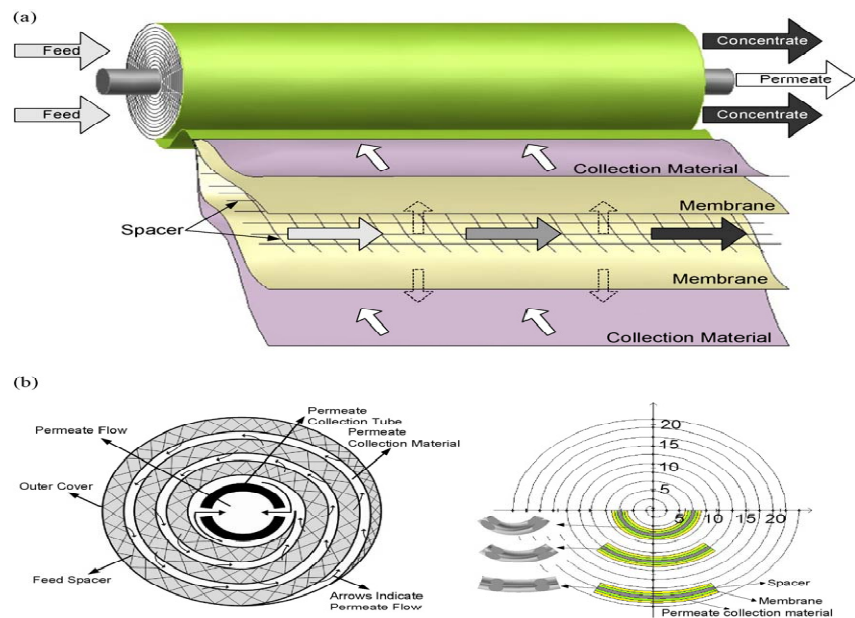 (a)
Feed
Feed
Concentrate
Permeate
Concentrate
Collection Material
Membrane
Spacer
Membrane
Collection Material
(b)
Permeate Flow
Outer Cover
Feed Spacer
Permeate
Collection Tube
Permeate
Collection Material
Arrows Indicate
Permeate Flow
20
15
10
5
5 10 15 20
Spacer
Membrane
Permeate collection material